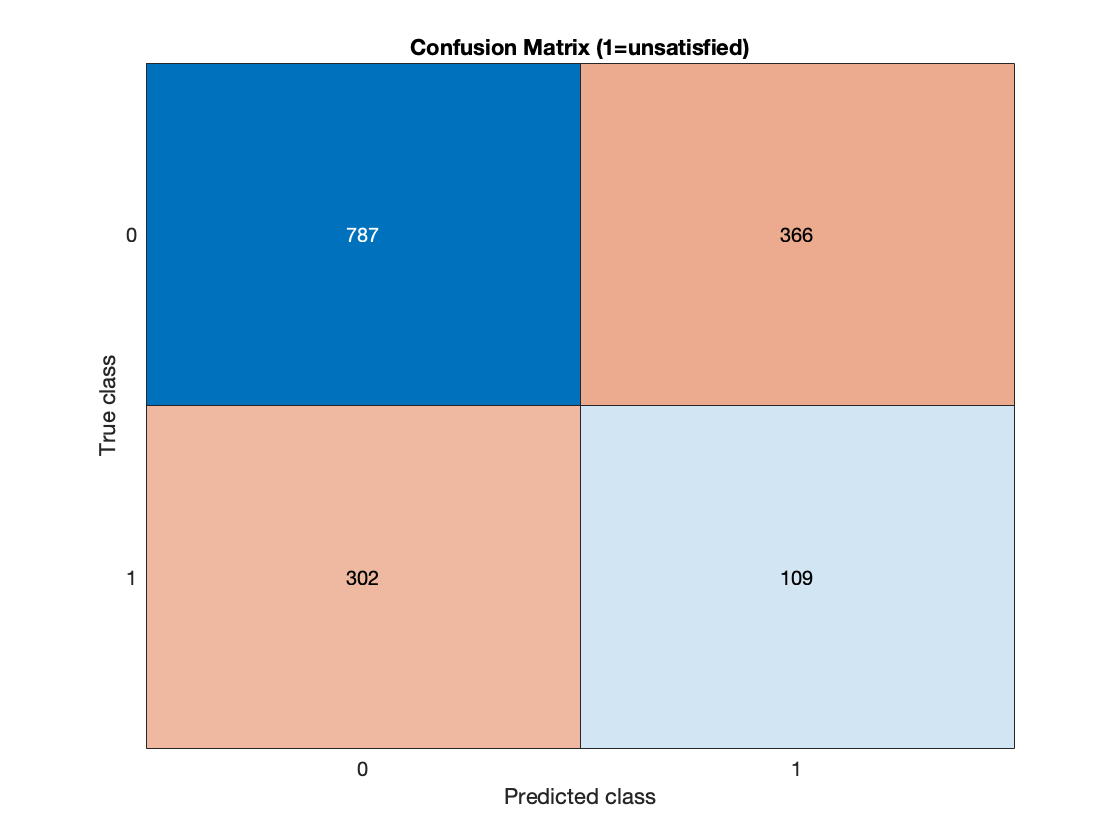 Confusion Matrix (1=unsatisfied)
787
366
0
True class
302
109
1
0
1
Predicted class